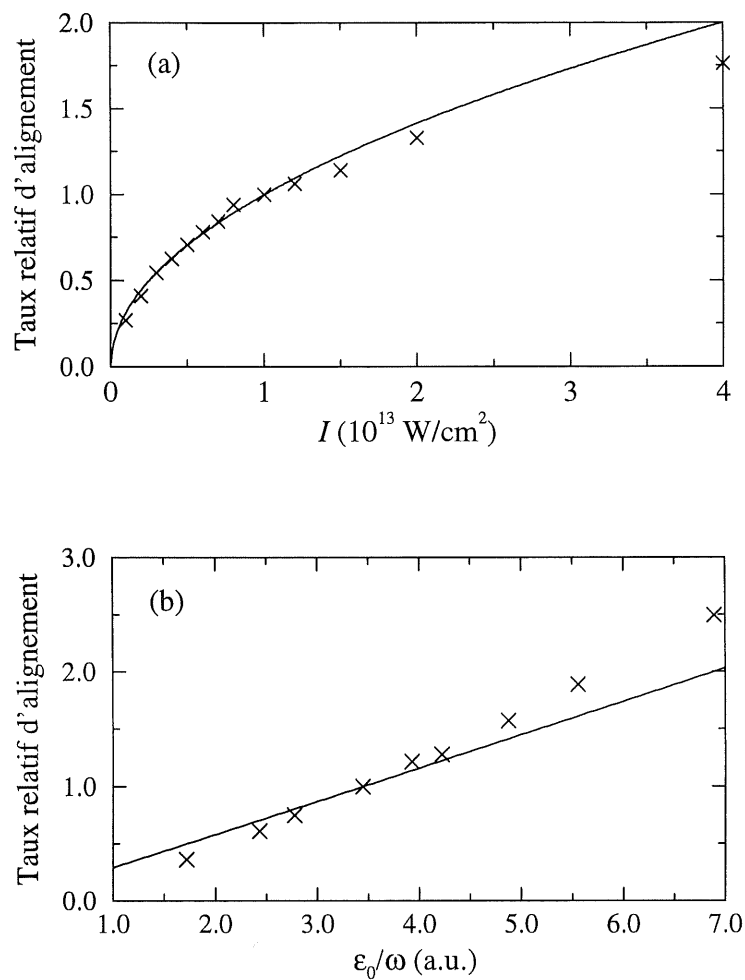 2.0
(a)
1.5
1.0
0.5
0.0
Taux relatif d'alignement
0 1 2 3 4
I (10¹³ W/cm²)
3.0
(b)
2.0
1.0
0.0
Taux relatif d'alignement
1.0 2.0 3.0 4.0 5.0 6.0 7.0
ε₀/ω (a.u.)